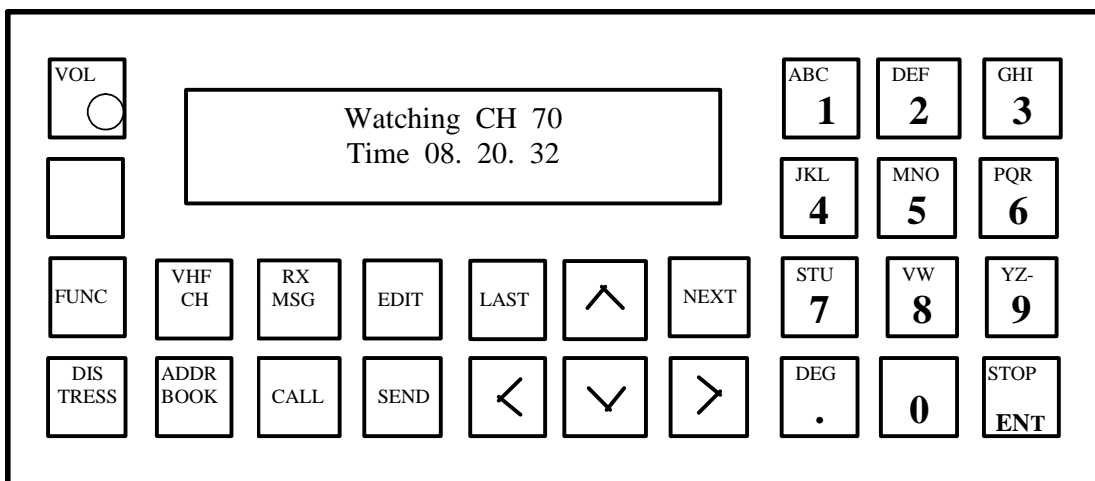 VOL
Watching CH 70
Time 08. 20. 32
ABC
1
DEF
2
GHI
3
JKL
4
MNO
5
PQR
6
FUNC
VHF
CH
RX
MSG
EDIT
LAST
NEXT
STU
7
VW
8
YZ-
9
DIS
TRESS
ADDR
BOOK
CALL
SEND
DEG
.
0
STOP
ENT